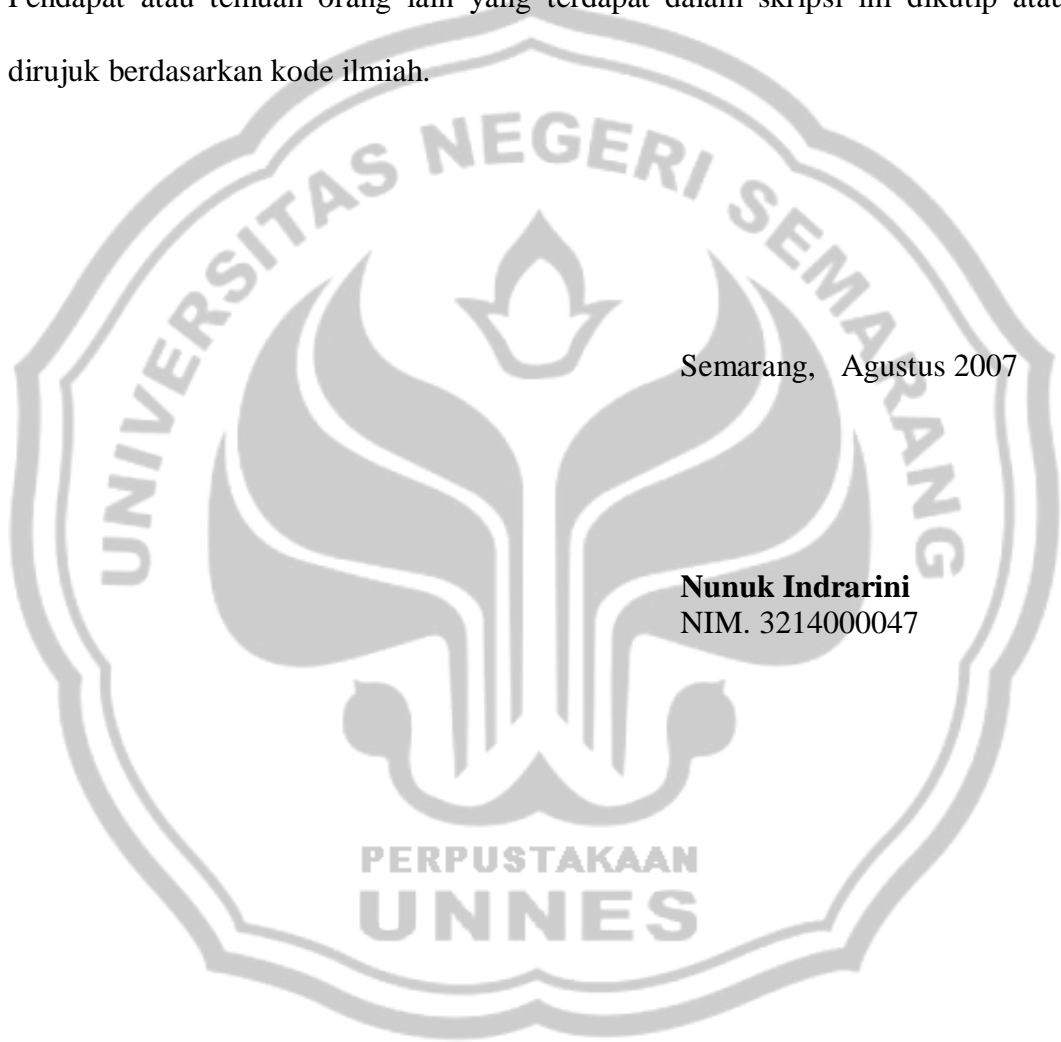 Pendapat atau temuan orang lain yang terdapat dalam skripsi ini dikutip atau
dirujuk berdasarkan kode ilmiah.
UNIVERSITAS NEGERI SEMARANG
Semarang, Agustus 2007
Nunuk Indrarini
NIM. 3214000047
PERPUSTAKAAN
UNNES